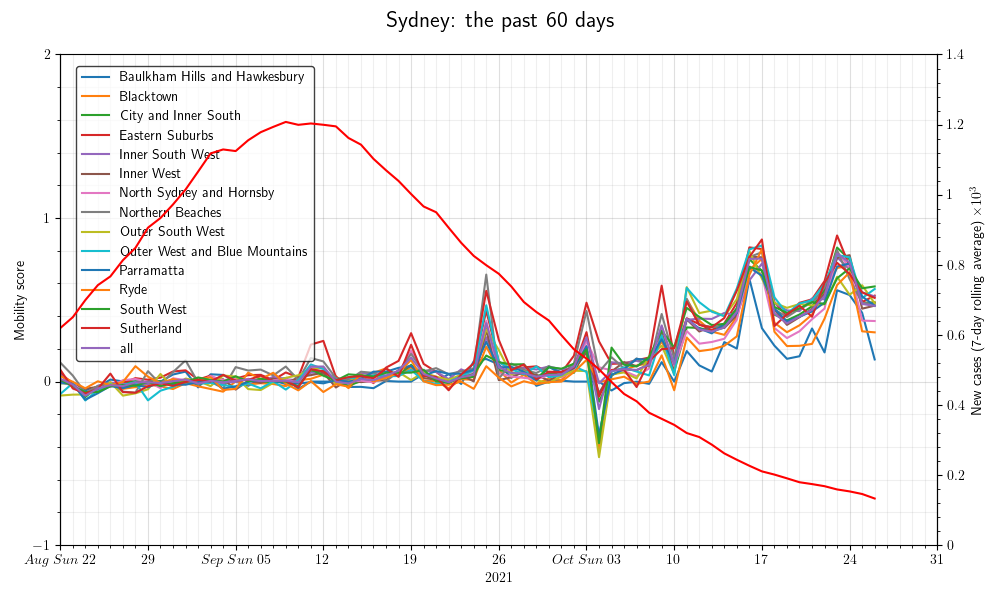 Sydney: the past 60 days
2
1
0
−1
Mobility score
Baulkham Hills and Hawkesbury
Blacktown
City and Inner South
Eastern Suburbs
Inner South West
Inner West
North Sydney and Hornsby
Northern Beaches
Outer South West
Outer West and Blue Mountains
Parramatta
Ryde
South West
Sutherland
all
1.4
1.2
1
0.8
0.6
0.4
0.2
0
New cases (7-day rolling average) ×10³
Aug Sun 22 29 Sep Sun 05 12 19 26 Oct Sun 03 10 17 24 31
2021